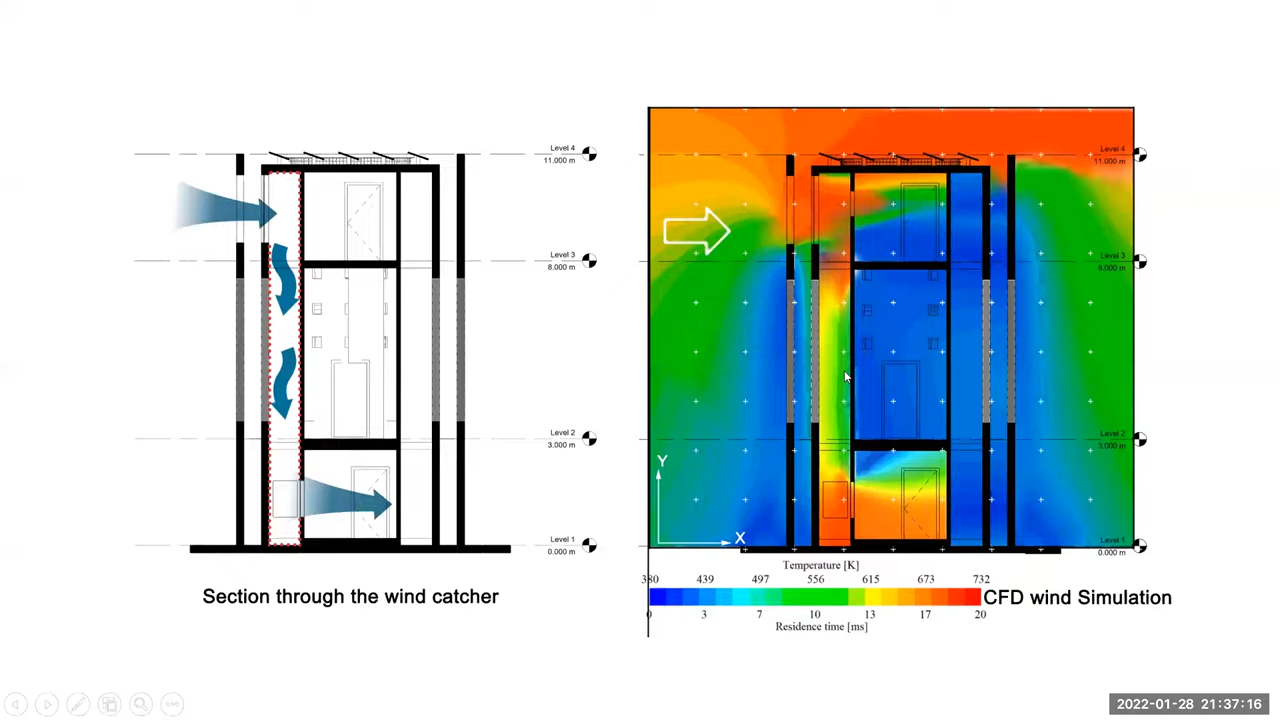 Level 4
11.000 m
Level 3
8.000 m
Level 2
3.000 m
Level 1
0.000 m
Section through the wind catcher
Level 4
11.000 m
Level 3
8.000 m
Level 2
3.000 m
Level 1
0.000 m
Y
X
Temperature [K]
380 439 497 556 615 673 732
0 3 7 10 13 17 20
Residence time [ms]
CFD wind Simulation
2022-01-28 21:37:16